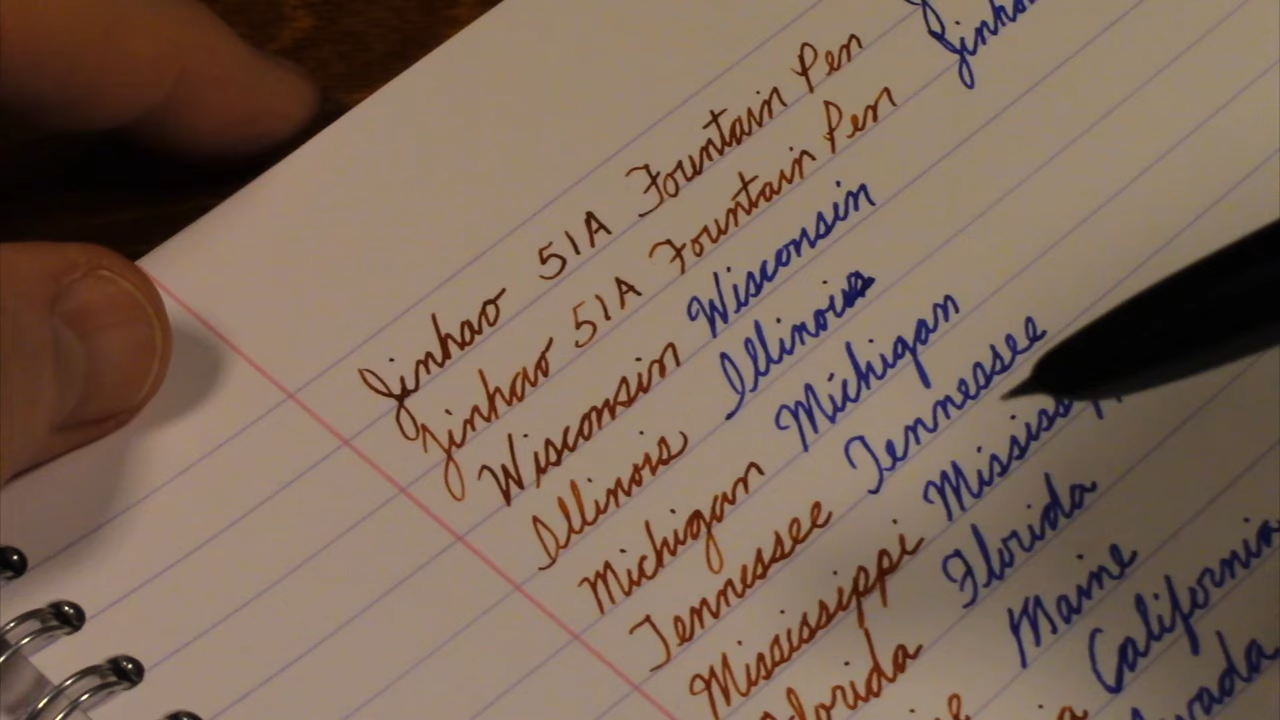 Jinhao 51A Fountain Pen
Jinhao 51A Fountain Pen
Wisconsin Wisconsin
Illinois Illinois
Michigan Michigan
Tennessee Tennessee
Mississippi
Florida Florida
Maine
California